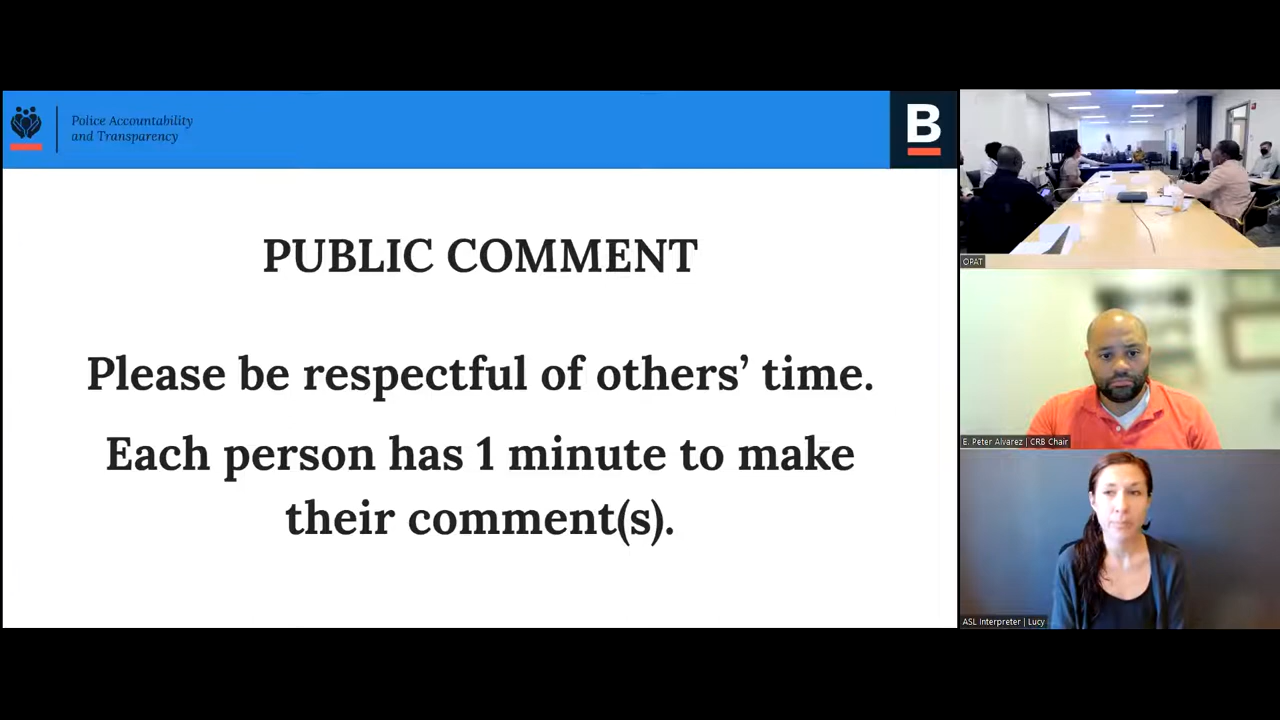 Police Accountability
and Transparency
B
PUBLIC COMMENT
Please be respectful of others’ time.
Each person has 1 minute to make
their comment(s).
OPAT
E. Peter Alvarez | CRB Chair
ASL Interpreter | Lucy